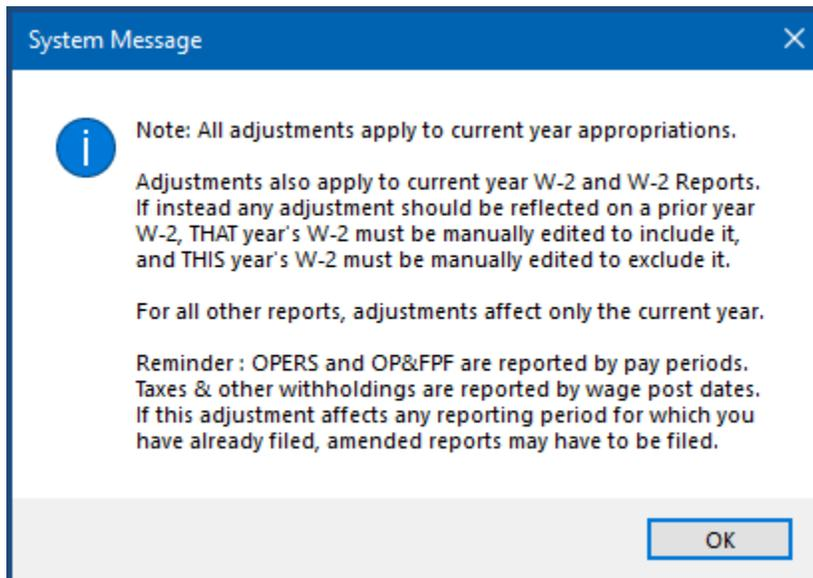 System Message
Note: All adjustments apply to current year appropriations.
Adjustments also apply to current year W-2 and W-2 Reports.
If instead any adjustment should be reflected on a prior year
W-2, THAT year's W-2 must be manually edited to include it,
and THIS year's W-2 must be manually edited to exclude it.
For all other reports, adjustments affect only the current year.
Reminder : OPERS and OP&FPF are reported by pay periods.
Taxes & other withholdings are reported by wage post dates.
If this adjustment affects any reporting period for which you
have already filed, amended reports may have to be filed.
OK